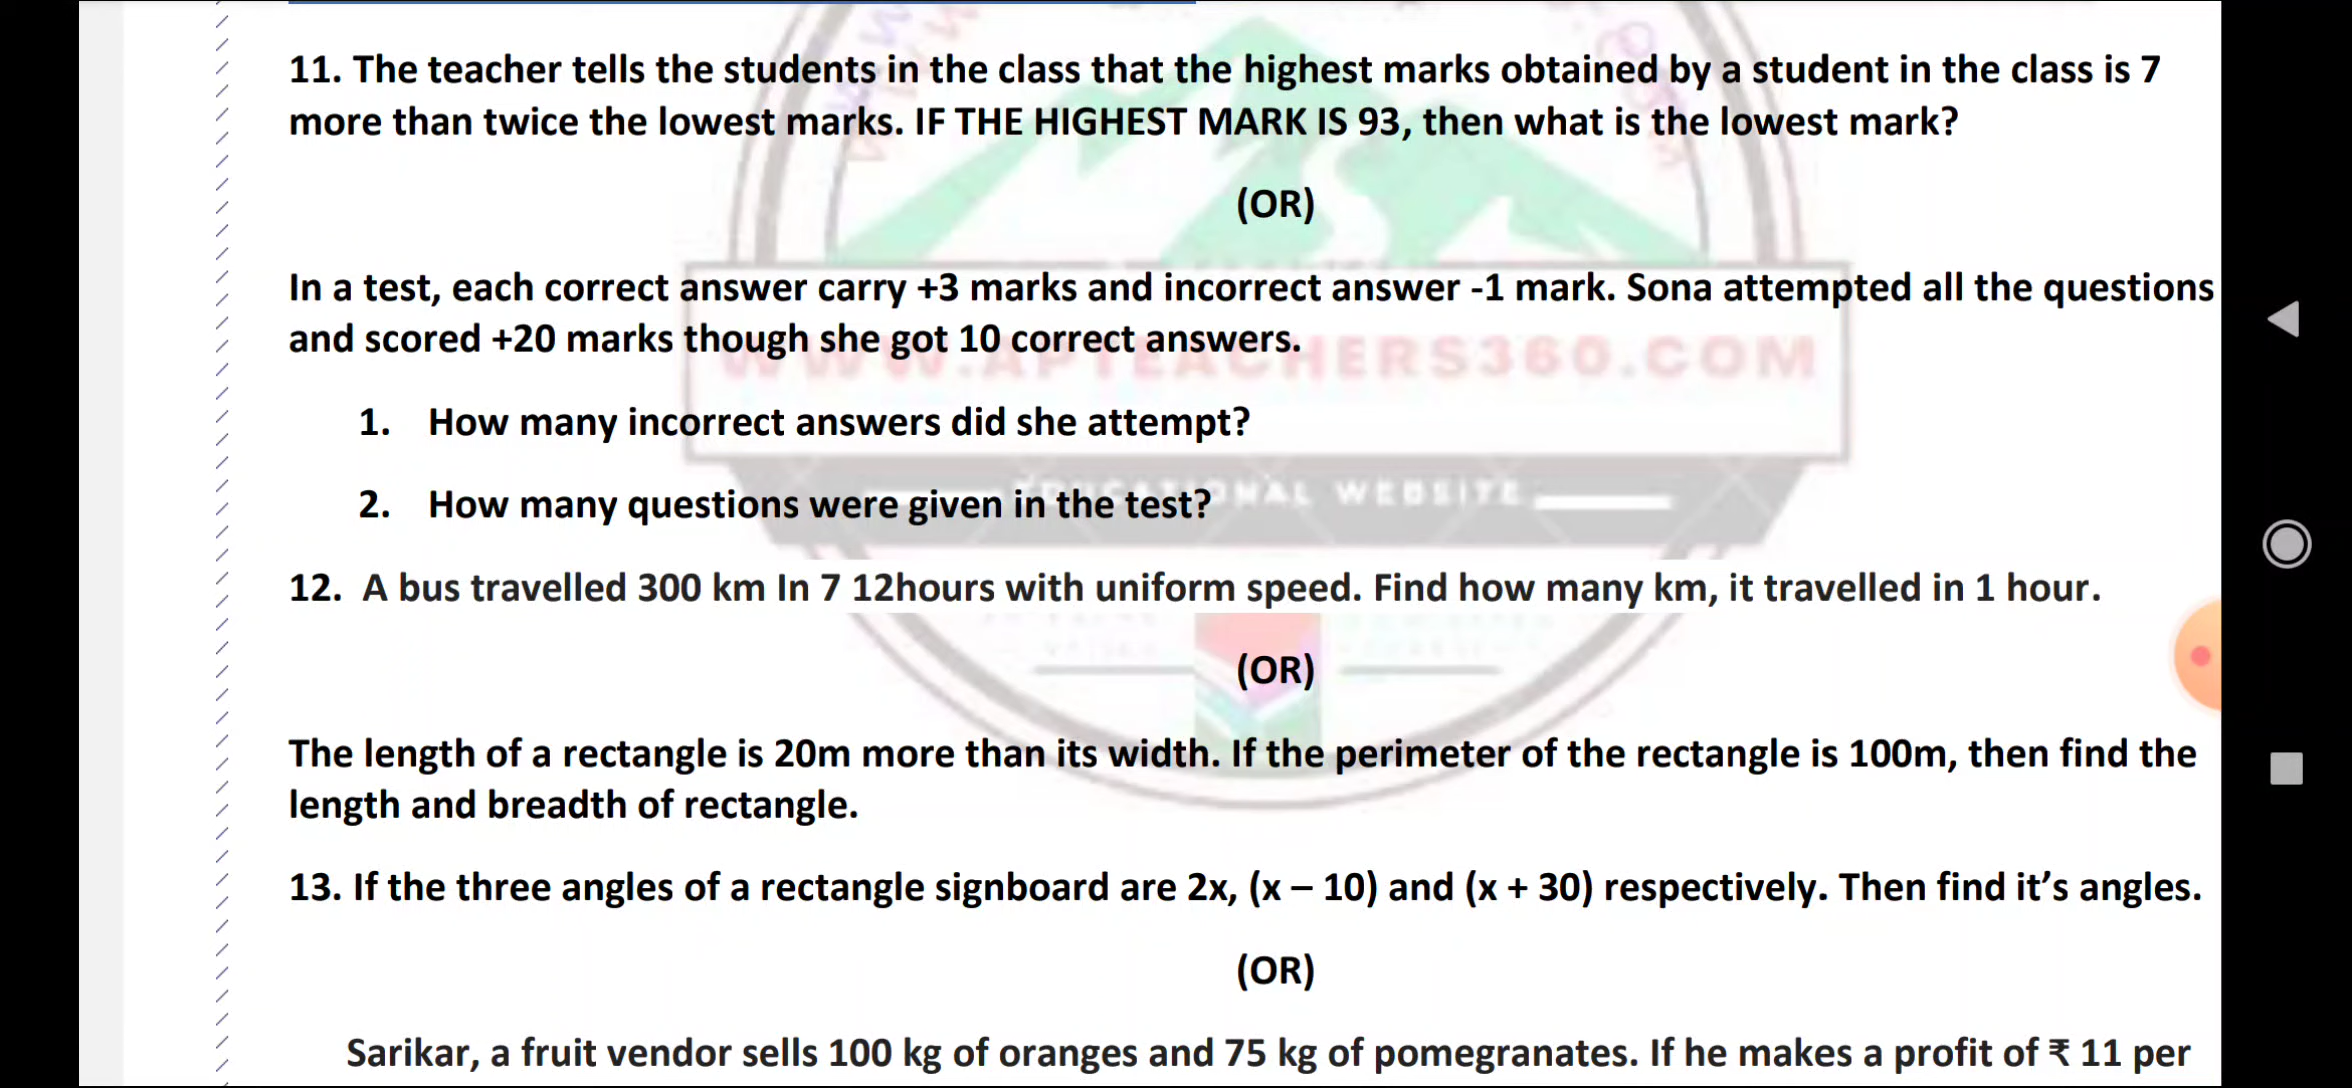 11. The teacher tells the students in the class that the highest marks obtained by a student in the class is 7
more than twice the lowest marks. IF THE HIGHEST MARK IS 93, then what is the lowest mark?
(OR)
In a test, each correct answer carry +3 marks and incorrect answer -1 mark. Sona attempted all the questions
and scored +20 marks though she got 10 correct answers.
WWW.APTEACHERS360.COM
1. How many incorrect answers did she attempt?
EDUCATIONAL WEBSITE
2. How many questions were given in the test?
12. A bus travelled 300 km In 7 12hours with uniform speed. Find how many km, it travelled in 1 hour.
(OR)
The length of a rectangle is 20m more than its width. If the perimeter of the rectangle is 100m, then find the
length and breadth of rectangle.
13. If the three angles of a rectangle signboard are 2x, (x – 10) and (x + 30) respectively. Then find it’s angles.
(OR)
Sarikar, a fruit vendor sells 100 kg of oranges and 75 kg of pomegranates. If he makes a profit of ₹ 11 per